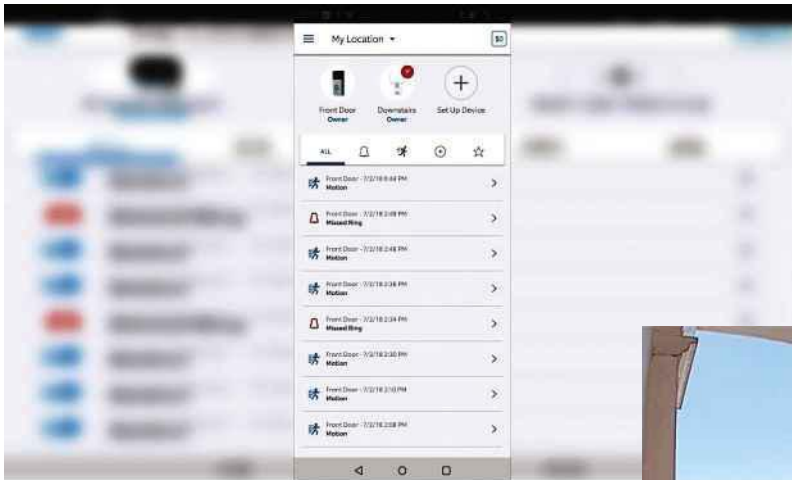 My Location
Front Door
Owner
Downstairs
Owner
Set Up Device
ALL
Front Door - 7/2/18 8:44 PM
Motion
Front Door - 7/2/18 2:49 PM
Missed Ring
Front Door - 7/2/18 2:48 PM
Motion
Front Door - 7/2/18 2:36 PM
Motion
Front Door - 7/2/18 2:34 PM
Missed Ring
Front Door - 7/2/18 2:30 PM
Motion
Front Door - 7/2/18 2:10 PM
Motion
Front Door - 7/2/18 2:08 PM
Motion